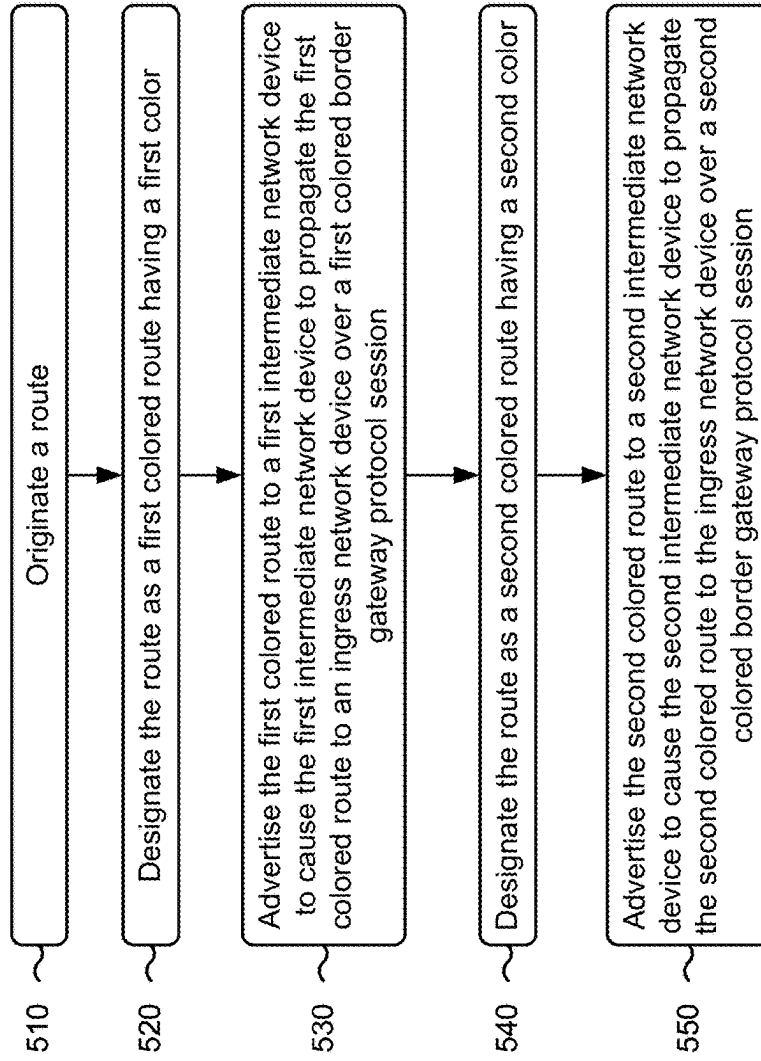 510
Originate a route
520
Designate the route as a first colored route having a first color
530
Advertise the first colored route to a first intermediate network device
to cause the first intermediate network device to propagate the first
colored route to an ingress network device over a first colored border
gateway protocol session
540
Designate the route as a second colored route having a second color
550
Advertise the second colored route to a second intermediate network
device to cause the second intermediate network device to propagate
the second colored route to the ingress network device over a second
colored border gateway protocol session